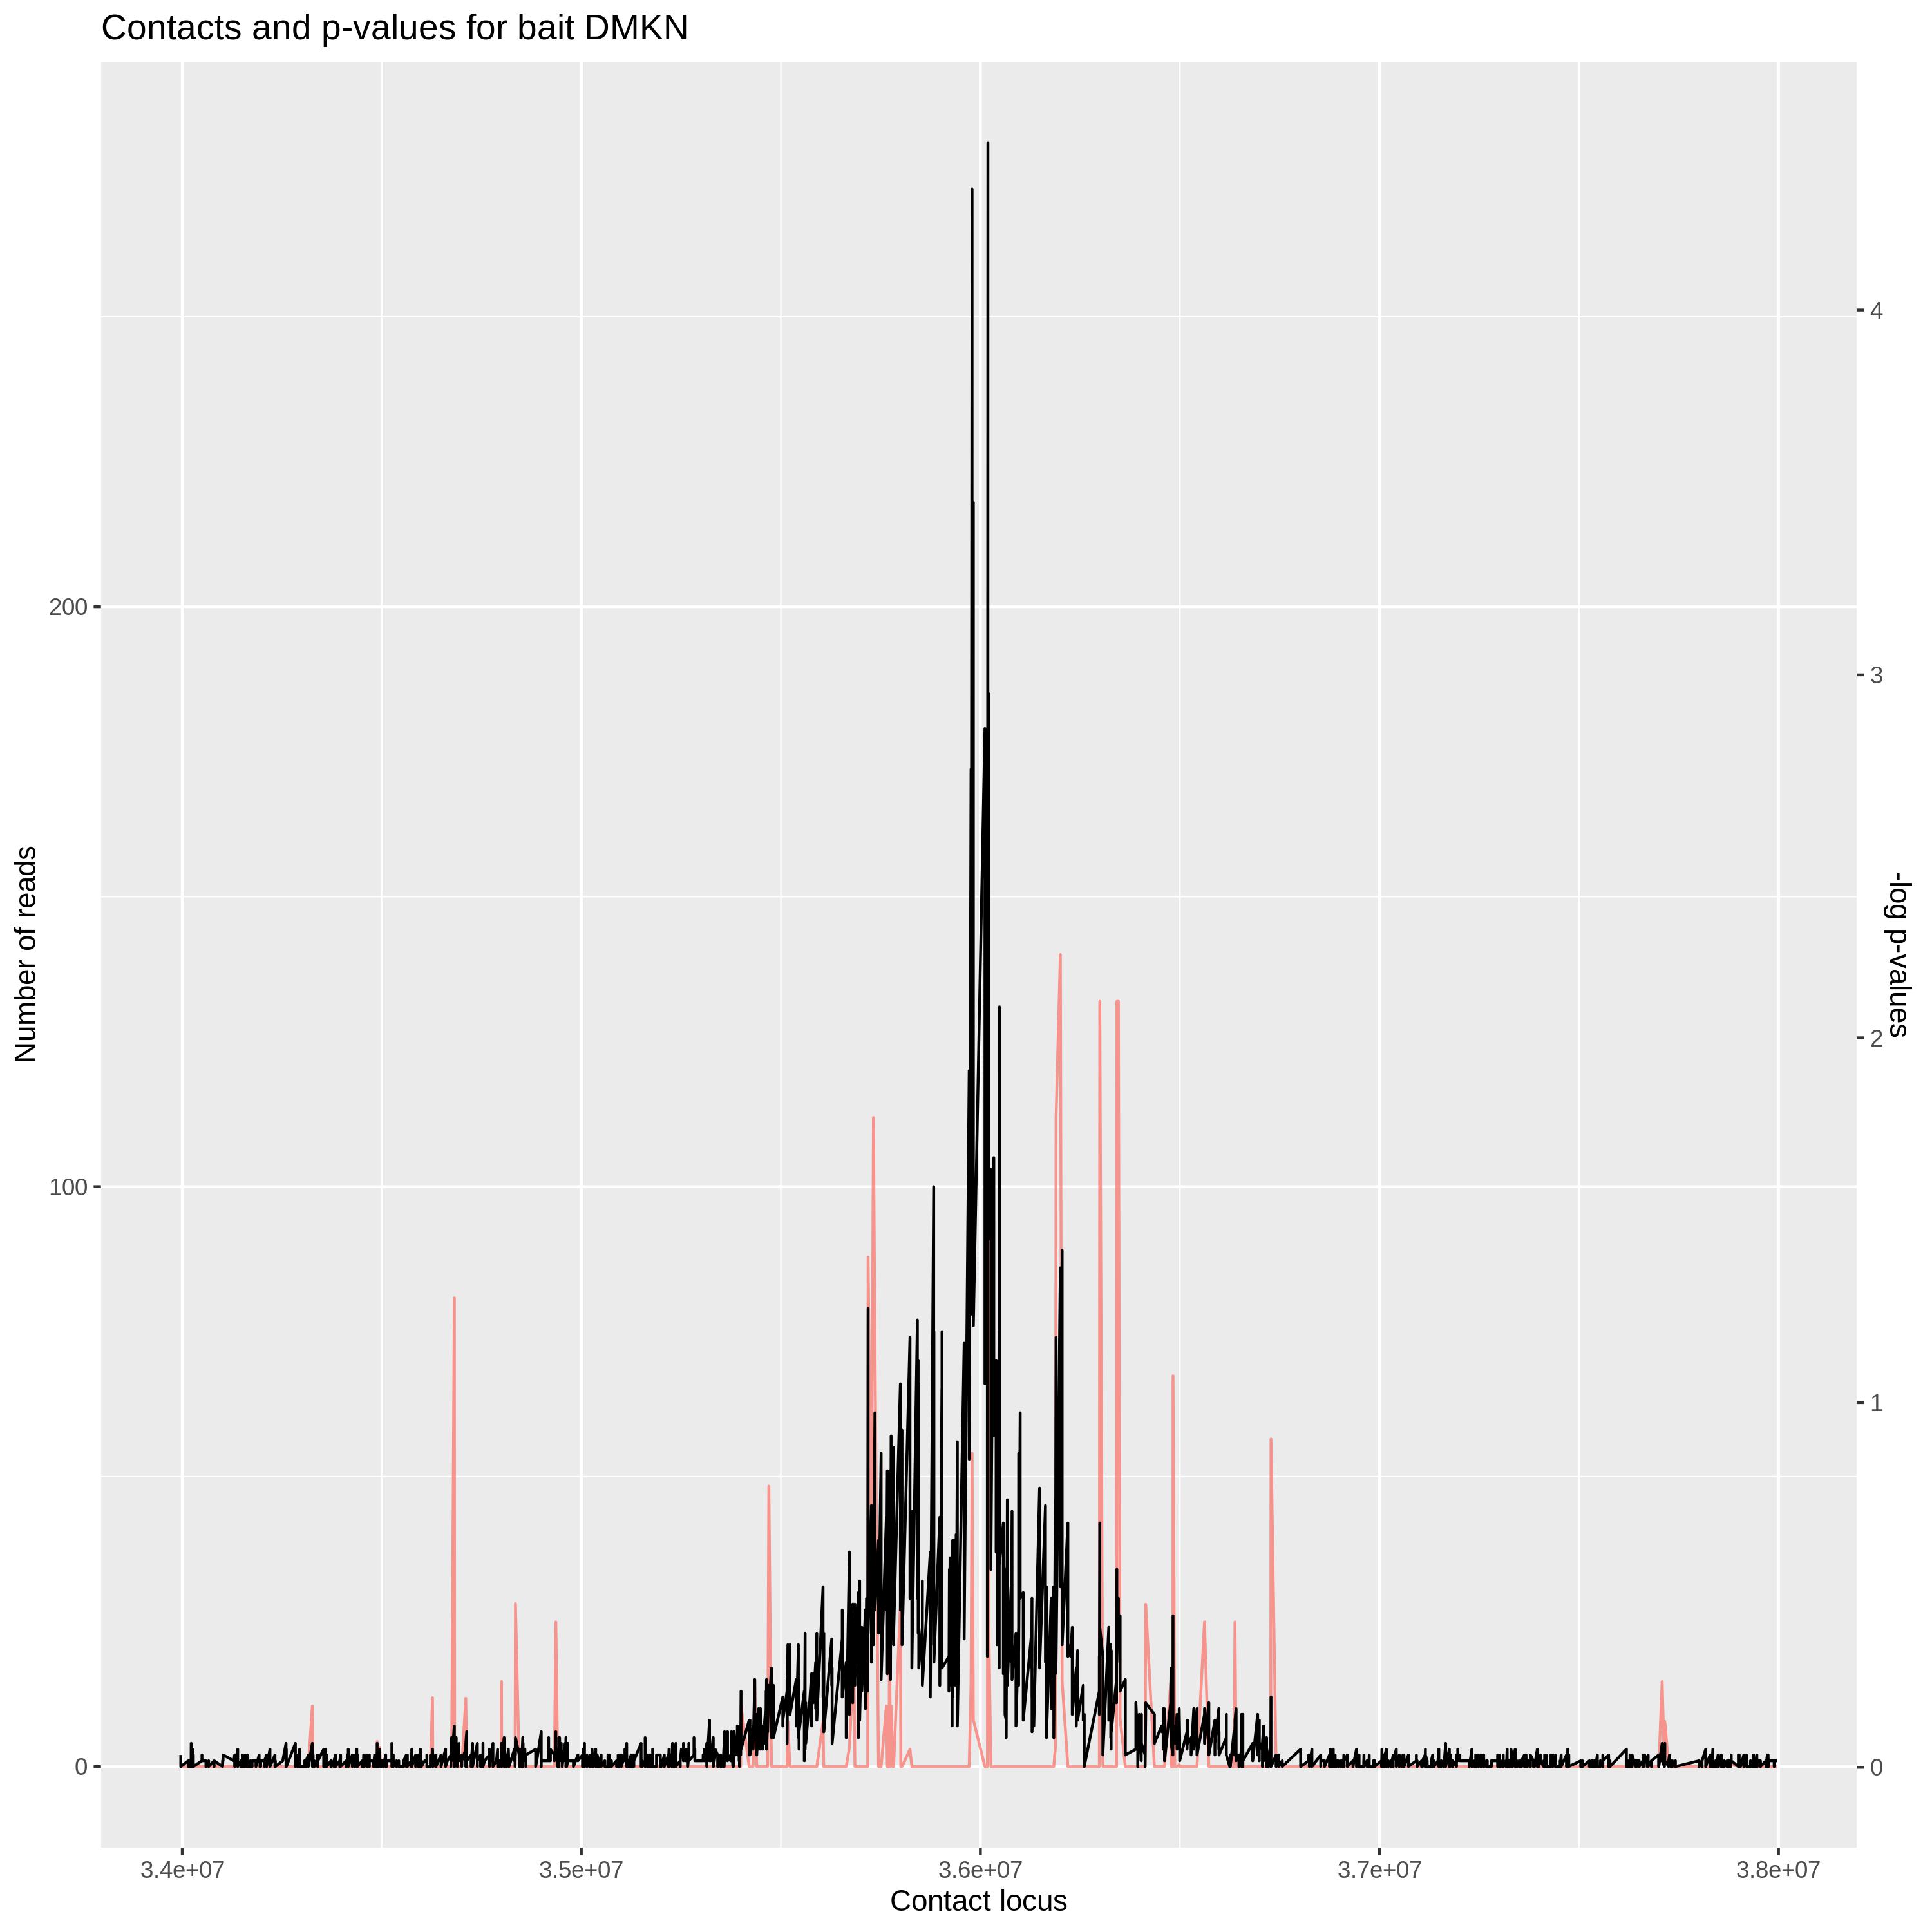 Contacts and p-values for bait DMKN
Number of reads
200
100
0
-log p-values
4
3
2
1
0
3.4e+07
3.5e+07
3.6e+07
3.7e+07
3.8e+07
Contact locus